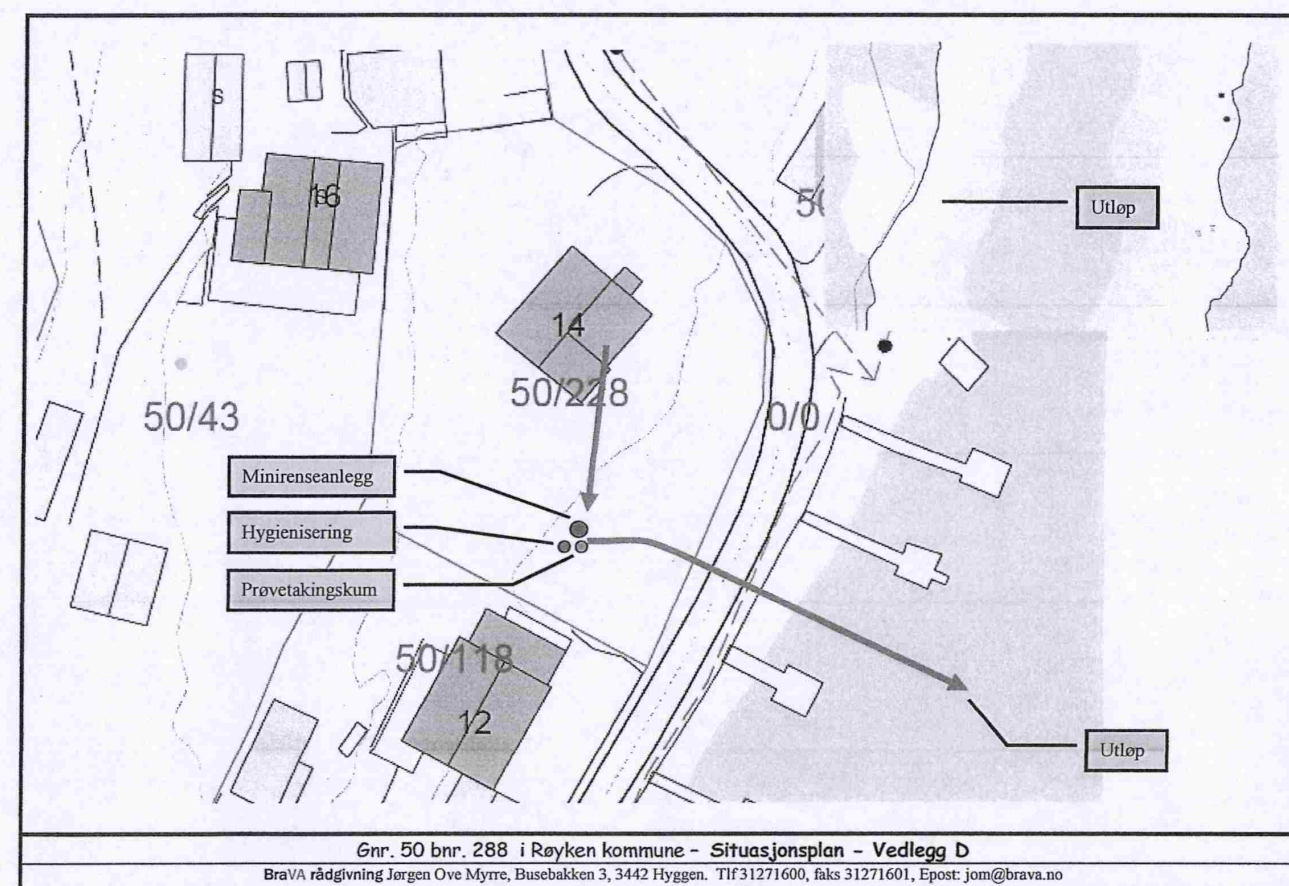 S
16
S
50
Utløp
14
50/228
50/43
0/0
Minirenseanlegg
Hygienisering
Prøvetakingskum
50/118
12
Utløp
Gnr. 50 bnr. 288 i Røyken kommune - Situasjonsplan - Vedlegg D
BraVA rådgivning Jørgen Ove Myrre, Busebakken 3, 3442 Hyggen. Tlf31271600, faks 31271601, Epost: jom@brava.no